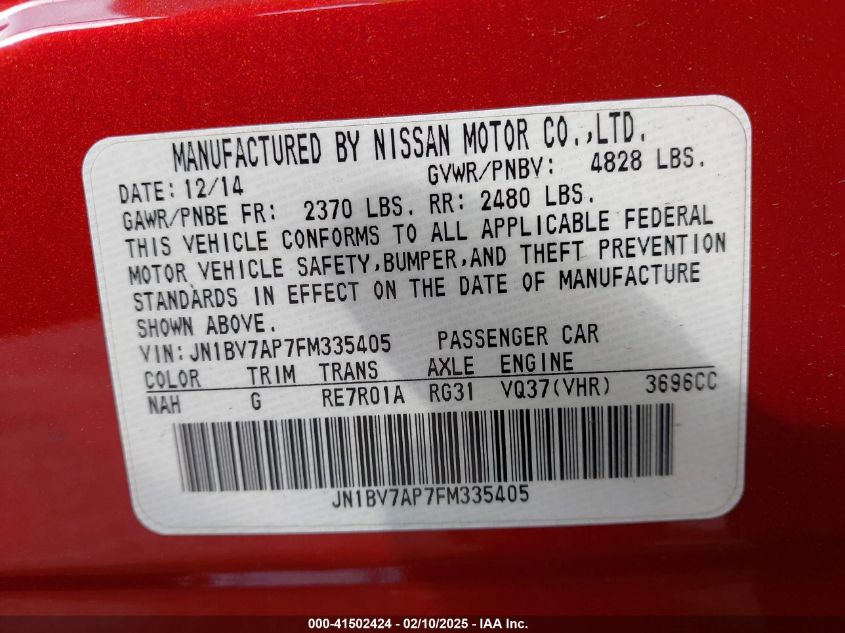 MANUFACTURED BY NISSAN MOTOR CO.,LTD.
DATE: 12/14 GVWR/PNBV: 4828 LBS.
GAWR/PNBE FR: 2370 LBS. RR: 2480 LBS.
THIS VEHICLE CONFORMS TO ALL APPLICABLE FEDERAL
MOTOR VEHICLE SAFETY,BUMPER,AND THEFT PREVENTION
STANDARDS IN EFFECT ON THE DATE OF MANUFACTURE
SHOWN ABOVE.
VIN: JN1BV7AP7FM335405 PASSENGER CAR
COLOR TRIM TRANS AXLE ENGINE
NAH G RE7R01A RG31 VQ37(VHR) 3696CC
JN1BV7AP7FM335405
000-41502424 - 02/10/2025 - IAA Inc.